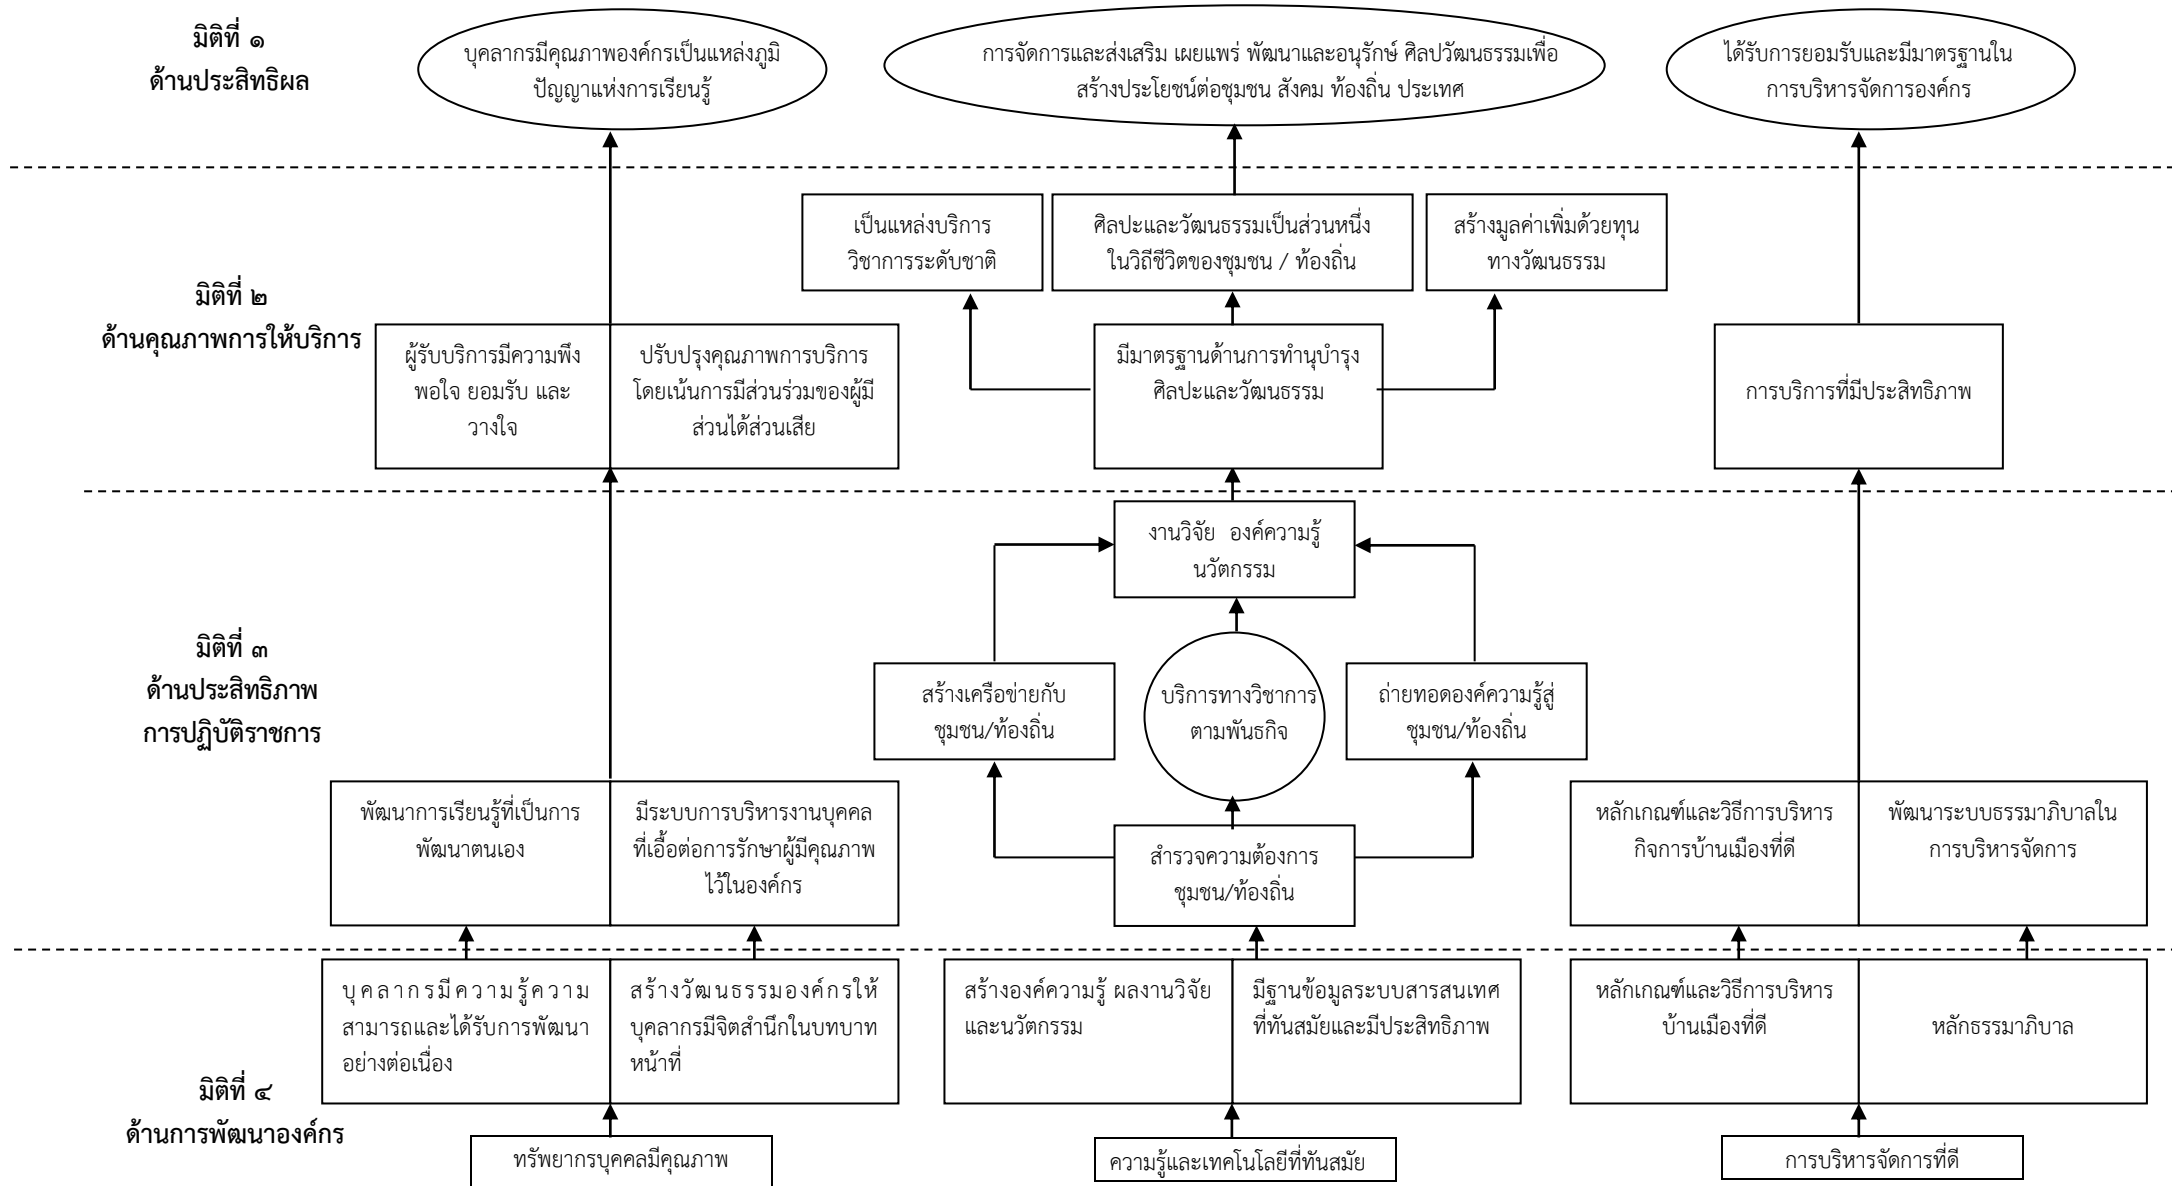 มิติที่ ๑
ด้านประสิทธิผล
บุคลากรมีคุณภาพองค์กรเป็นแหล่งภูมิ
ปัญญาแห่งการเรียนรู้
การจัดการและส่งเสริม เผยแพร่ พัฒนาและอนุรักษ์ ศิลปวัฒนธรรมเพื่อ
สร้างประโยชน์ต่อชุมชน สังคม ท้องถิ่น ประเทศ
ได้รับการยอมรับและมีมาตรฐานใน
การบริหารจัดการองค์กร
มิติที่ ๒
ด้านคุณภาพการให้บริการ
เป็นแหล่งบริการ
วิชาการระดับชาติ
ศิลปะและวัฒนธรรมเป็นส่วนหนึ่ง
ในวิถีชีวิตของชุมชน / ท้องถิ่น
สร้างมูลค่าเพิ่มด้วยทุน
ทางวัฒนธรรม
ผู้รับบริการมีความพึง
พอใจ ยอมรับ และ
วางใจ
ปรับปรุงคุณภาพการบริการ
โดยเน้นการมีส่วนร่วมของผู้มี
ส่วนได้ส่วนเสีย
มีมาตรฐานด้านการทำนุบำรุง
ศิลปะและวัฒนธรรม
การบริการที่มีประสิทธิภาพ
มิติที่ ๓
ด้านประสิทธิภาพ
การปฏิบัติราชการ
งานวิจัย องค์ความรู้
นวัตกรรม
สร้างเครือข่ายกับ
ชุมชน/ท้องถิ่น
บริการทางวิชาการ
ตามพันธกิจ
ถ่ายทอดองค์ความรู้สู่
ชุมชน/ท้องถิ่น
พัฒนาการเรียนรู้ที่เป็นการ
พัฒนาตนเอง
มีระบบการบริหารงานบุคคล
ที่เอื้อต่อการรักษาผู้มีคุณภาพ
ไว้ในองค์กร
สำรวจความต้องการ
ชุมชน/ท้องถิ่น
หลักเกณฑ์และวิธีการบริหาร
กิจการบ้านเมืองที่ดี
พัฒนาระบบธรรมาภิบาลใน
การบริหารจัดการ
มิติที่ ๔
ด้านการพัฒนาองค์กร
บุคลากรมีความรู้ความ
สามารถและได้รับการพัฒนา
อย่างต่อเนื่อง
สร้างวัฒนธรรมองค์กรให้
บุคลากรมีจิตสำนึกในบทบาท
หน้าที่
สร้างองค์ความรู้ ผลงานวิจัย
และนวัตกรรม
มีฐานข้อมูลระบบสารสนเทศ
ที่ทันสมัยและมีประสิทธิภาพ
หลักเกณฑ์และวิธีการบริหาร
บ้านเมืองที่ดี
หลักธรรมาภิบาล
ทรัพยากรบุคคลมีคุณภาพ
ความรู้และเทคโนโลยีที่ทันสมัย
การบริหารจัดการที่ดี